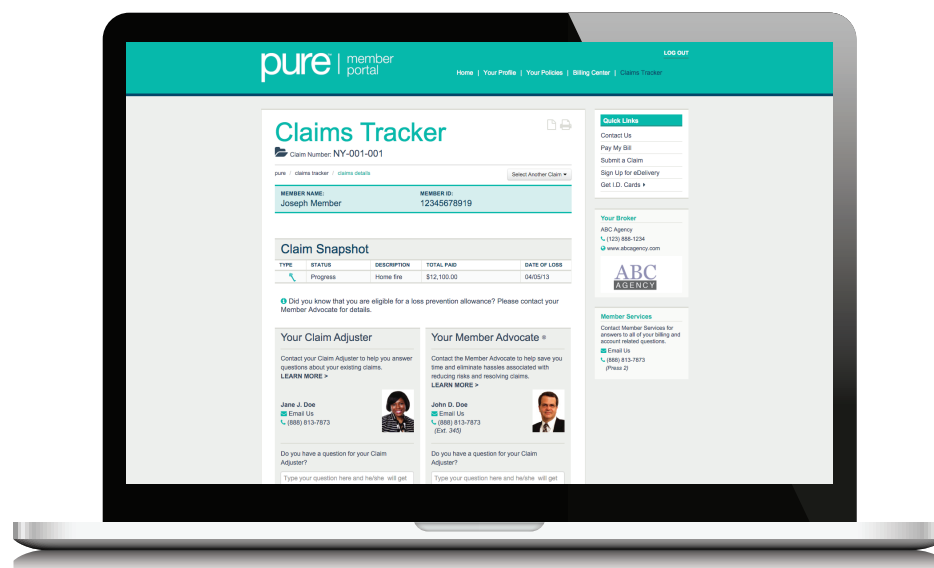 pure™ | member portal
LOG OUT
Home | Your Profile | Your Policies | Billing Center | Claims Tracker
Claims Tracker
Claim Number: NY-001-001
pure / claims tracker / claims details
Select Another Claim
MEMBER NAME: MEMBER ID:
Joseph Member 12345678919
Claim Snapshot
TYPE STATUS DESCRIPTION TOTAL PAID DATE OF LOSS
Progress Home fire $12,100.00 04/05/13
Did you know that you are eligible for a loss prevention allowance? Please contact your
Member Advocate for details.
Your Claim Adjuster
Contact your Claim Adjuster to help you answer
questions about your existing claims.
LEARN MORE >
Jane J. Doe
Email Us
(888) 813-7873
Do you have a question for your Claim
Adjuster?
Type your question here and he/she will get
Your Member Advocate ®
Contact the Member Advocate to help save you
time and eliminate hassles associated with
reducing risks and resolving claims.
LEARN MORE >
John D. Doe
Email Us
(888) 813-7873
(Ext. 345)
Do you have a question for your Claim
Adjuster?
Type your question here and he/she will get
Quick Links
Contact Us
Pay My Bill
Submit a Claim
Sign Up for eDelivery
Get I.D. Cards
Your Broker
ABC Agency
(123) 888-1234
www.abcagency.com
ABC
AGENCY
Member Services
Contact Member Services for
answers to all of your billing and
account related questions.
Email Us
(888) 813-7873
(Press 2)